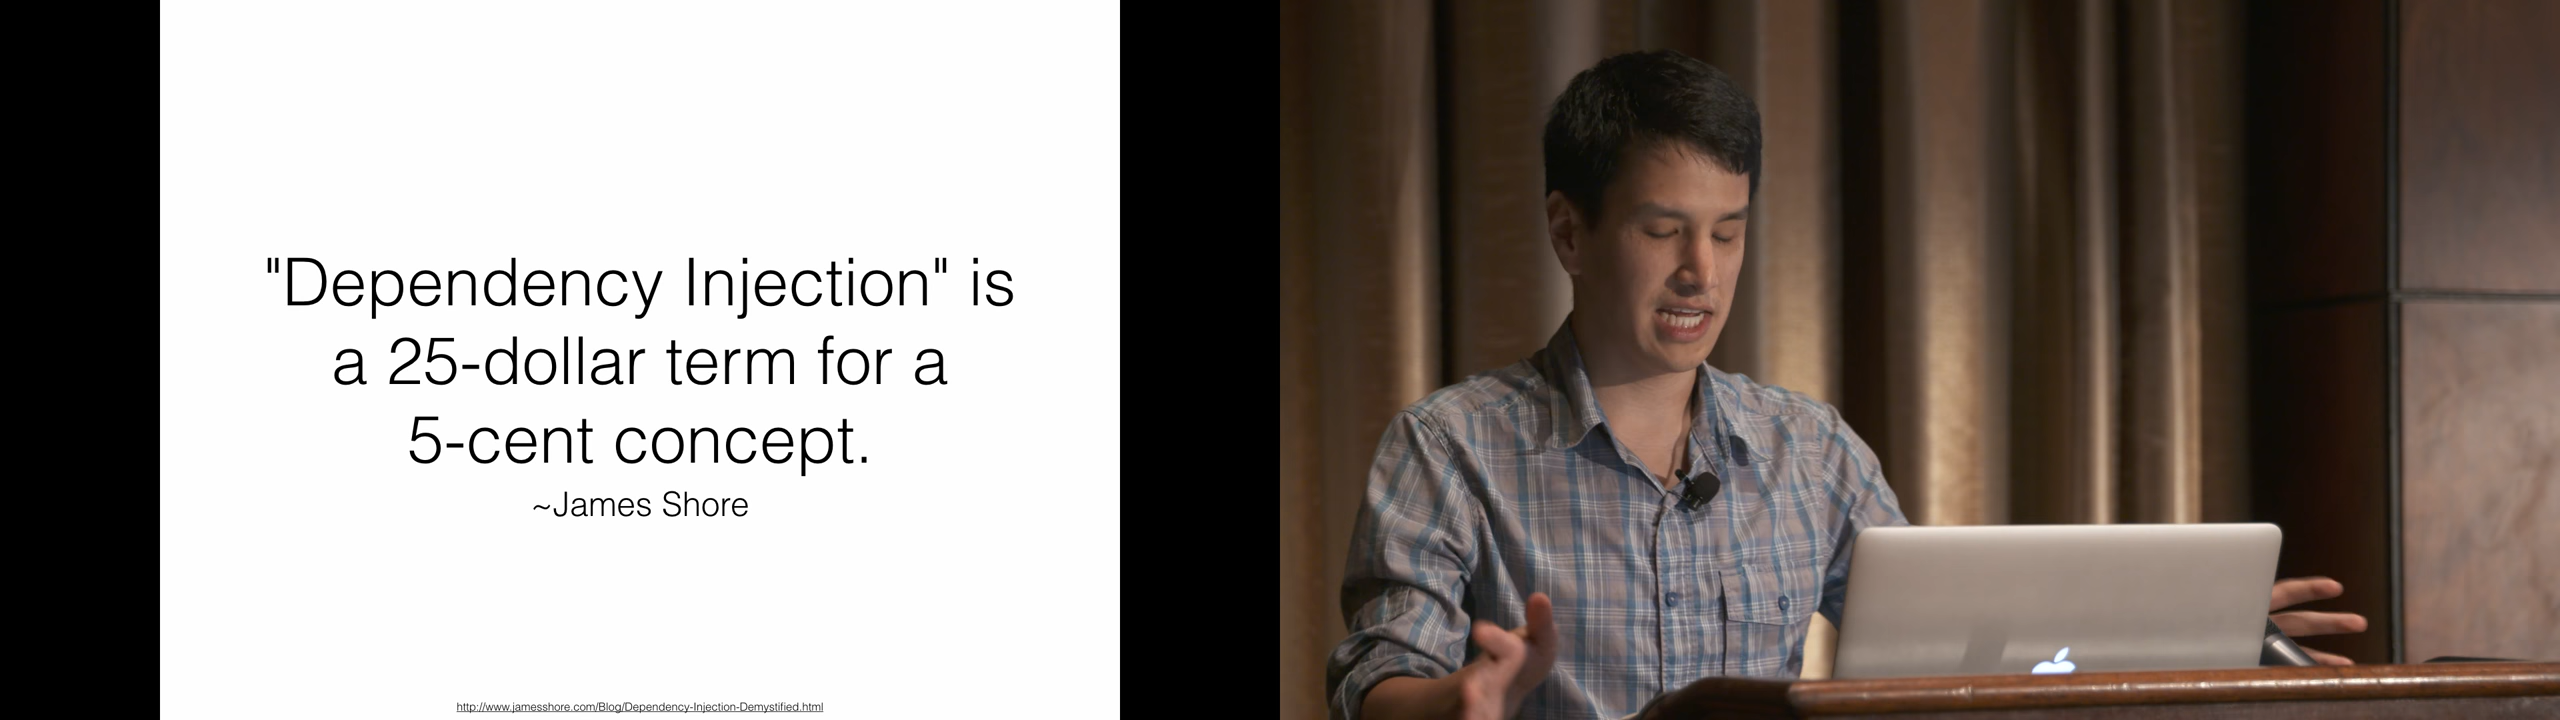 "Dependency Injection" is
a 25-dollar term for a
5-cent concept.
~James Shore
http://www.jamesshore.com/Blog/Dependency-Injection-Demystified.html